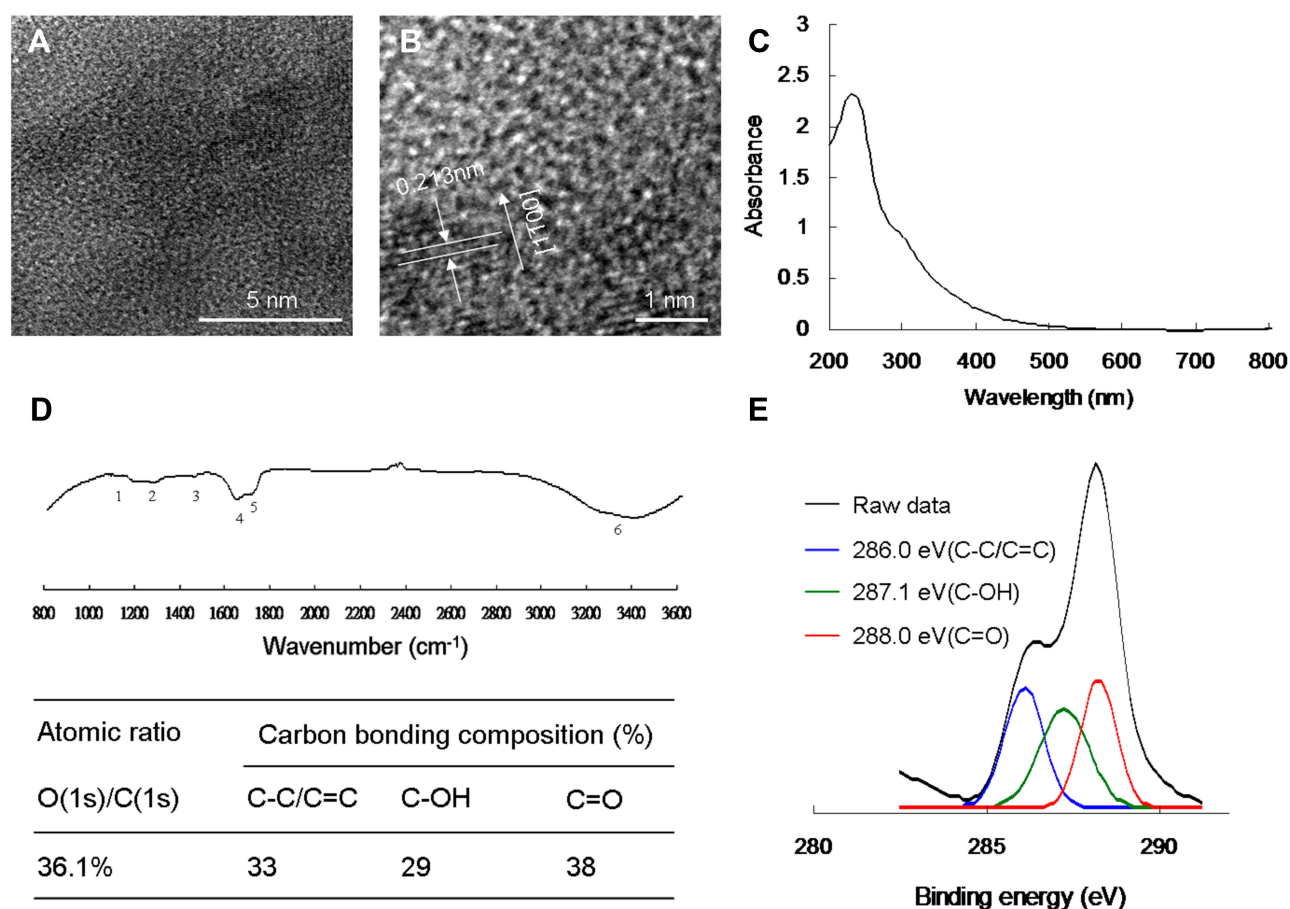 A
5 nm
B
0.213nm
[11̄00]
1 nm
C
3
2.5
2
1.5
1
0.5
0
Absorbance
200 300 400 500 600 700 800
Wavelength (nm)
D
1 2 3 4 5 6
800 1000 1200 1400 1600 1800 2000 2200 2400 2600 2800 3000 3200 3400 3600
Wavenumber (cm⁻¹)
Atomic ratio Carbon bonding composition (%)
O(1s)/C(1s) C-C/C=C C-OH C=O
36.1% 33 29 38
E
Raw data
286.0 eV(C-C/C=C)
287.1 eV(C-OH)
288.0 eV(C=O)
280 285 290
Binding energy (eV)